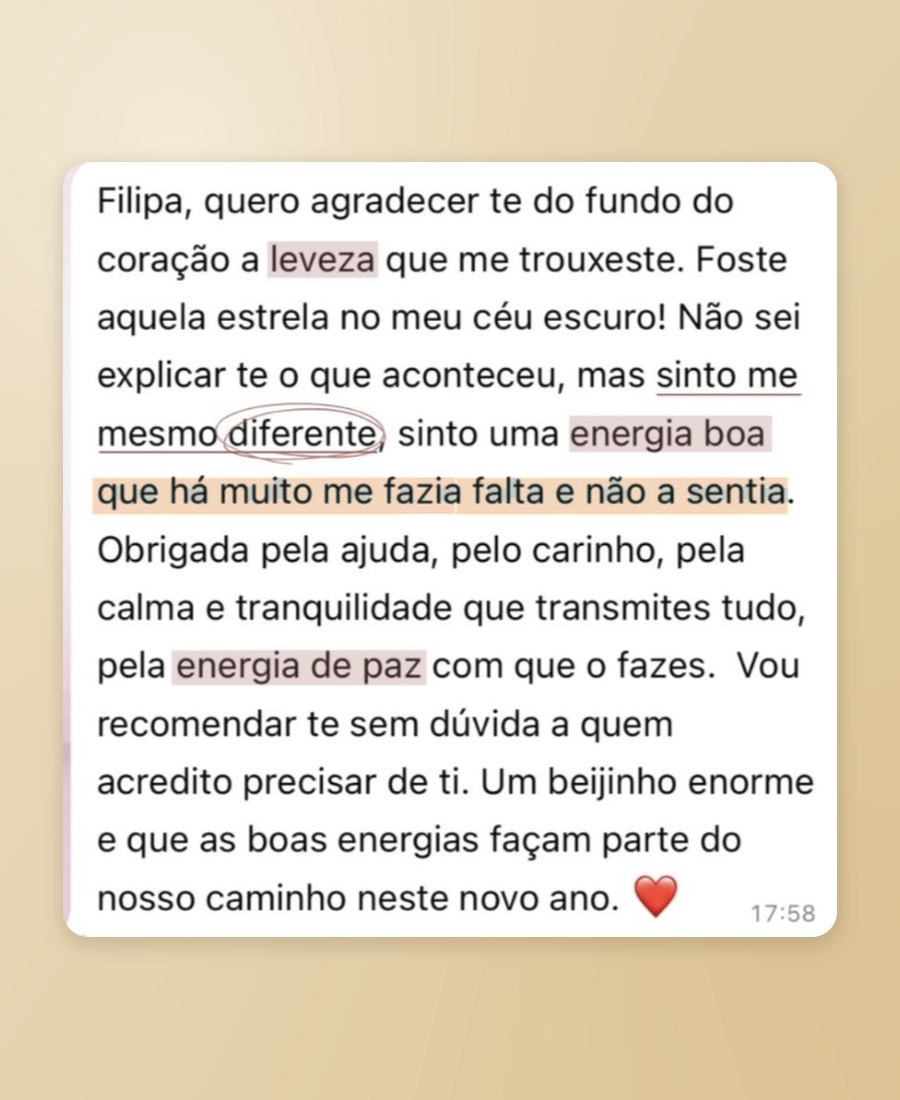 Filipa, quero agradecer te do fundo do
coração a leveza que me trouxeste. Foste
aquela estrela no meu céu escuro! Não sei
explicar te o que aconteceu, mas sinto me
mesmo diferente, sinto uma energia boa
que há muito me fazia falta e não a sentia.
Obrigada pela ajuda, pelo carinho, pela
calma e tranquilidade que transmites tudo,
pela energia de paz com que o fazes.  Vou
recomendar te sem dúvida a quem
acredito precisar de ti. Um beijinho enorme
e que as boas energias façam parte do
nosso caminho neste novo ano. ❤️
17:58